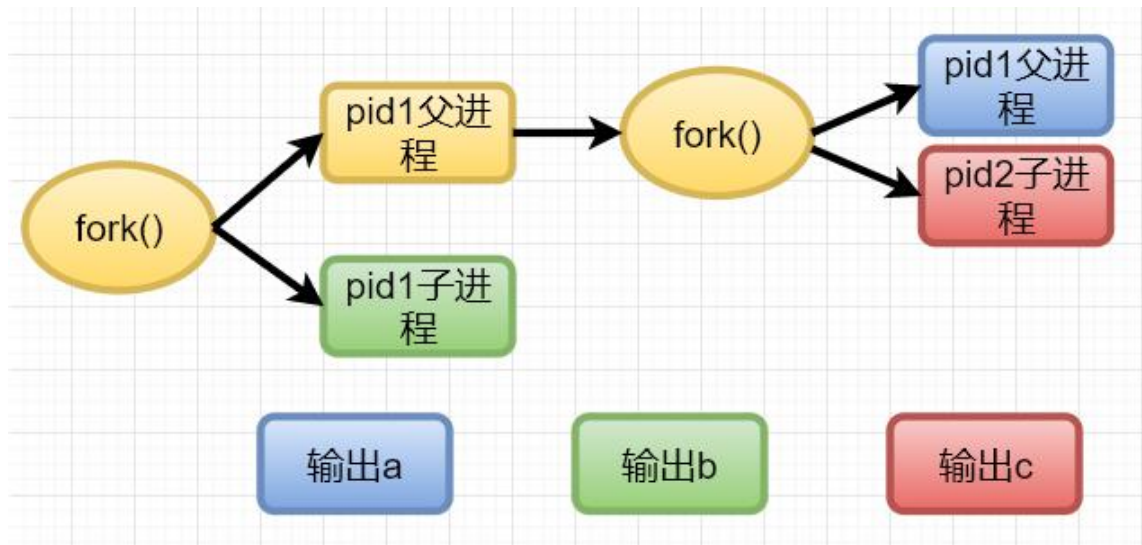 fork()
pid1父进
程
pid1子进
程
fork()
pid1父进
程
pid2子进
程
输出a
输出b
输出c